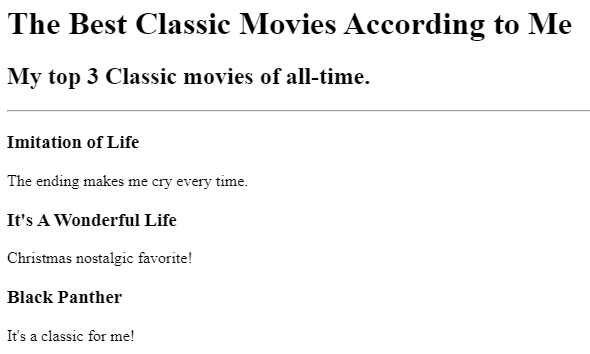 The Best Classic Movies According to Me
My top 3 Classic movies of all-time.
Imitation of Life
The ending makes me cry every time.
It's A Wonderful Life
Christmas nostalgic favorite!
Black Panther
It's a classic for me!